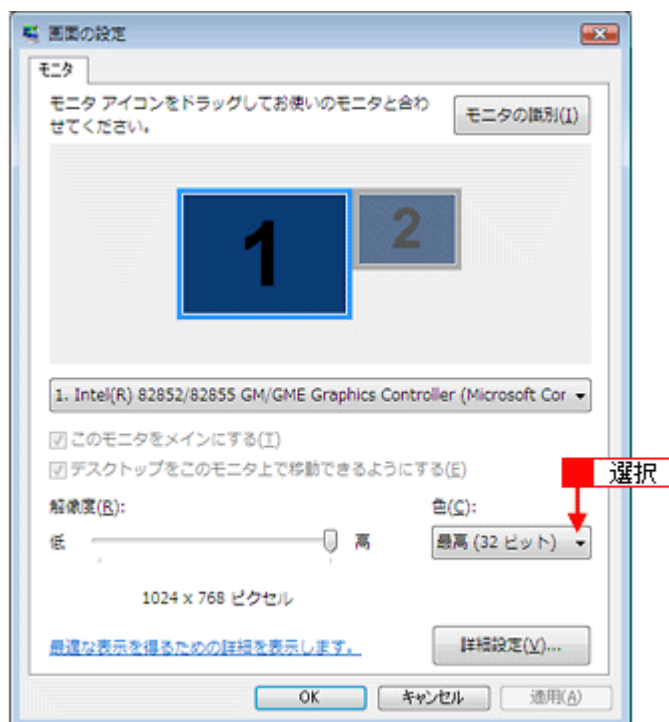 画面の設定
モニタ
モニタ アイコンをドラッグしてお使いのモニタと合わ
せてください。
モニタの識別(I)
1
2
1. Intel(R) 82852/82855 GM/GME Graphics Controller (Microsoft Cor
このモニタをメインにする(T)
デスクトップをこのモニタ上で移動できるようにする(E)
選択
解像度(R):
色(C):
低
高
最高 (32 ビット)
1024 x 768 ピクセル
最適な表示を得るための詳細を表示します。
詳細設定(V)...
OK
キャンセル
適用(A)